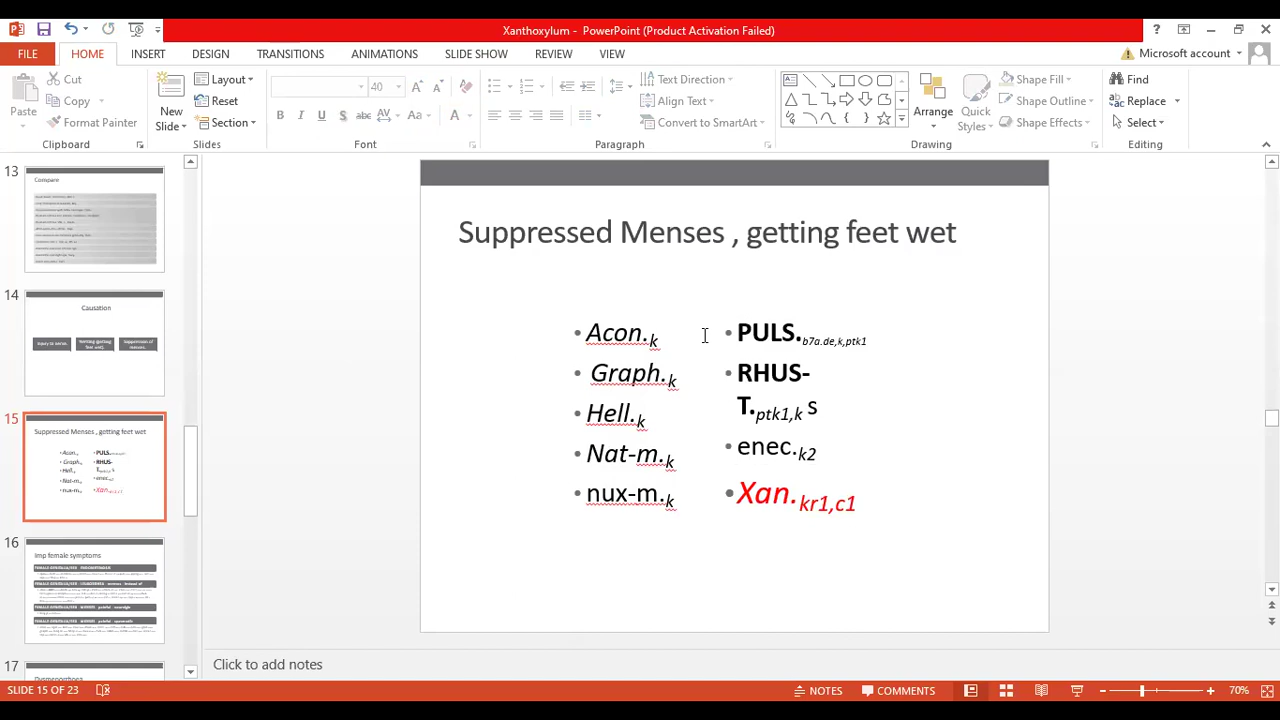 Xanthoxylum - PowerPoint (Product Activation Failed)
FILE HOME INSERT DESIGN TRANSITIONS ANIMATIONS SLIDE SHOW REVIEW VIEW Microsoft account
Cut
Copy
Format Painter
Paste
Clipboard
New
Slide
Layout
Reset
Section
Slides
40
B I U S abc AV Aa A
Font
Text Direction
Align Text
Convert to SmartArt
Paragraph
Arrange
Quick
Styles
Shape Fill
Shape Outline
Shape Effects
Drawing
Find
Replace
Select
Editing
13
Compare
14
Causation
15
Suppressed Menses , getting feet wet
16
Imp female symptoms
17
Suppressed Menses , getting feet wet
• Acon.k
• Graph.k
• Hell.k
• Nat-m.k
• nux-m.k
• PULS.b7a.de,k,ptk1
• RHUS-
T.ptk1,k s
• enec.k2
• Xan.kr1,c1
Click to add notes
SLIDE 15 OF 23 NOTES COMMENTS 70%